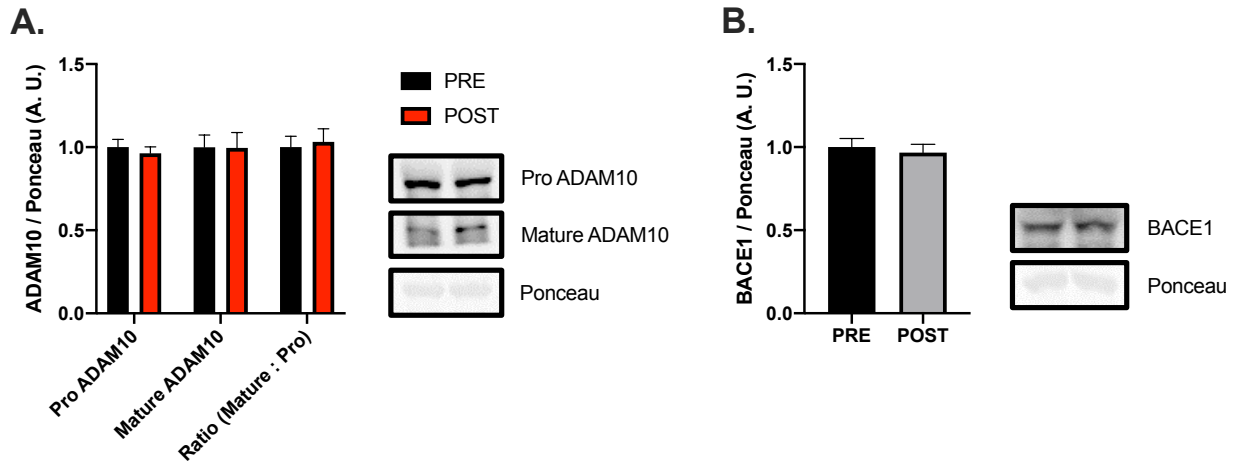 A.
ADAM10 / Ponceau (A. U.)
1.5
1.0
0.5
0.0
Pro ADAM10
Mature ADAM10
Ratio (Mature : Pro)
PRE
POST
Pro ADAM10
Mature ADAM10
Ponceau
B.
BACE1 / Ponceau (A. U.)
1.5
1.0
0.5
0.0
PRE
POST
BACE1
Ponceau